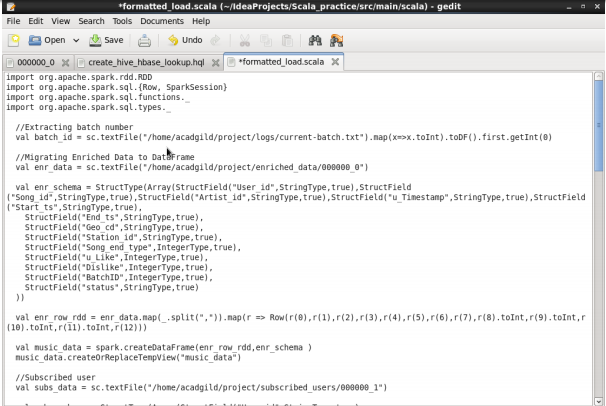 *formatted_load.scala (~/IdeaProjects/Scala_practice/src/main/scala) - gedit
File Edit View Search Tools Documents Help
Open Save Undo
000000_0 create_hive_hbase_lookup.hql *formatted_load.scala
import org.apache.spark.rdd.RDD
import org.apache.spark.sql.{Row, SparkSession}
import org.apache.spark.sql.functions._
import org.apache.spark.sql.types._
//Extracting batch number
val batch_id = sc.textFile("/home/acadgild/project/logs/current-batch.txt").map(x=>x.toInt).toDF().first.getInt(0)
//Migrating Enriched Data to DataFrame
val enr_data = sc.textFile("/home/acadgild/project/enriched_data/000000_0")
val enr_schema = StructType(Array(StructField("User_id",StringType,true),StructField
("Song_id",StringType,true),StructField("Artist_id",StringType,true),StructField("u_Timestamp",StringType,true),StructField
("Start_ts",StringType,true),
StructField("End_ts",StringType,true),
StructField("Geo_cd",StringType,true),
StructField("Station_id",StringType,true),
StructField("Song_end_type",IntegerType,true),
StructField("u_Like",IntegerType,true),
StructField("Dislike",IntegerType,true),
StructField("BatchID",IntegerType,true),
StructField("status",StringType,true)
))
val enr_row_rdd = enr_data.map(_.split(",")).map(r => Row(r(0),r(1),r(2),r(3),r(4),r(5),r(6),r(7),r(8).toInt,r(9).toInt,r
(10).toInt,r(11).toInt,r(12)))
val music_data = spark.createDataFrame(enr_row_rdd,enr_schema )
music_data.createOrReplaceTempView("music_data")
//Subscribed user
val subs_data = sc.textFile("/home/acadgild/project/subscribed_users/000000_1")